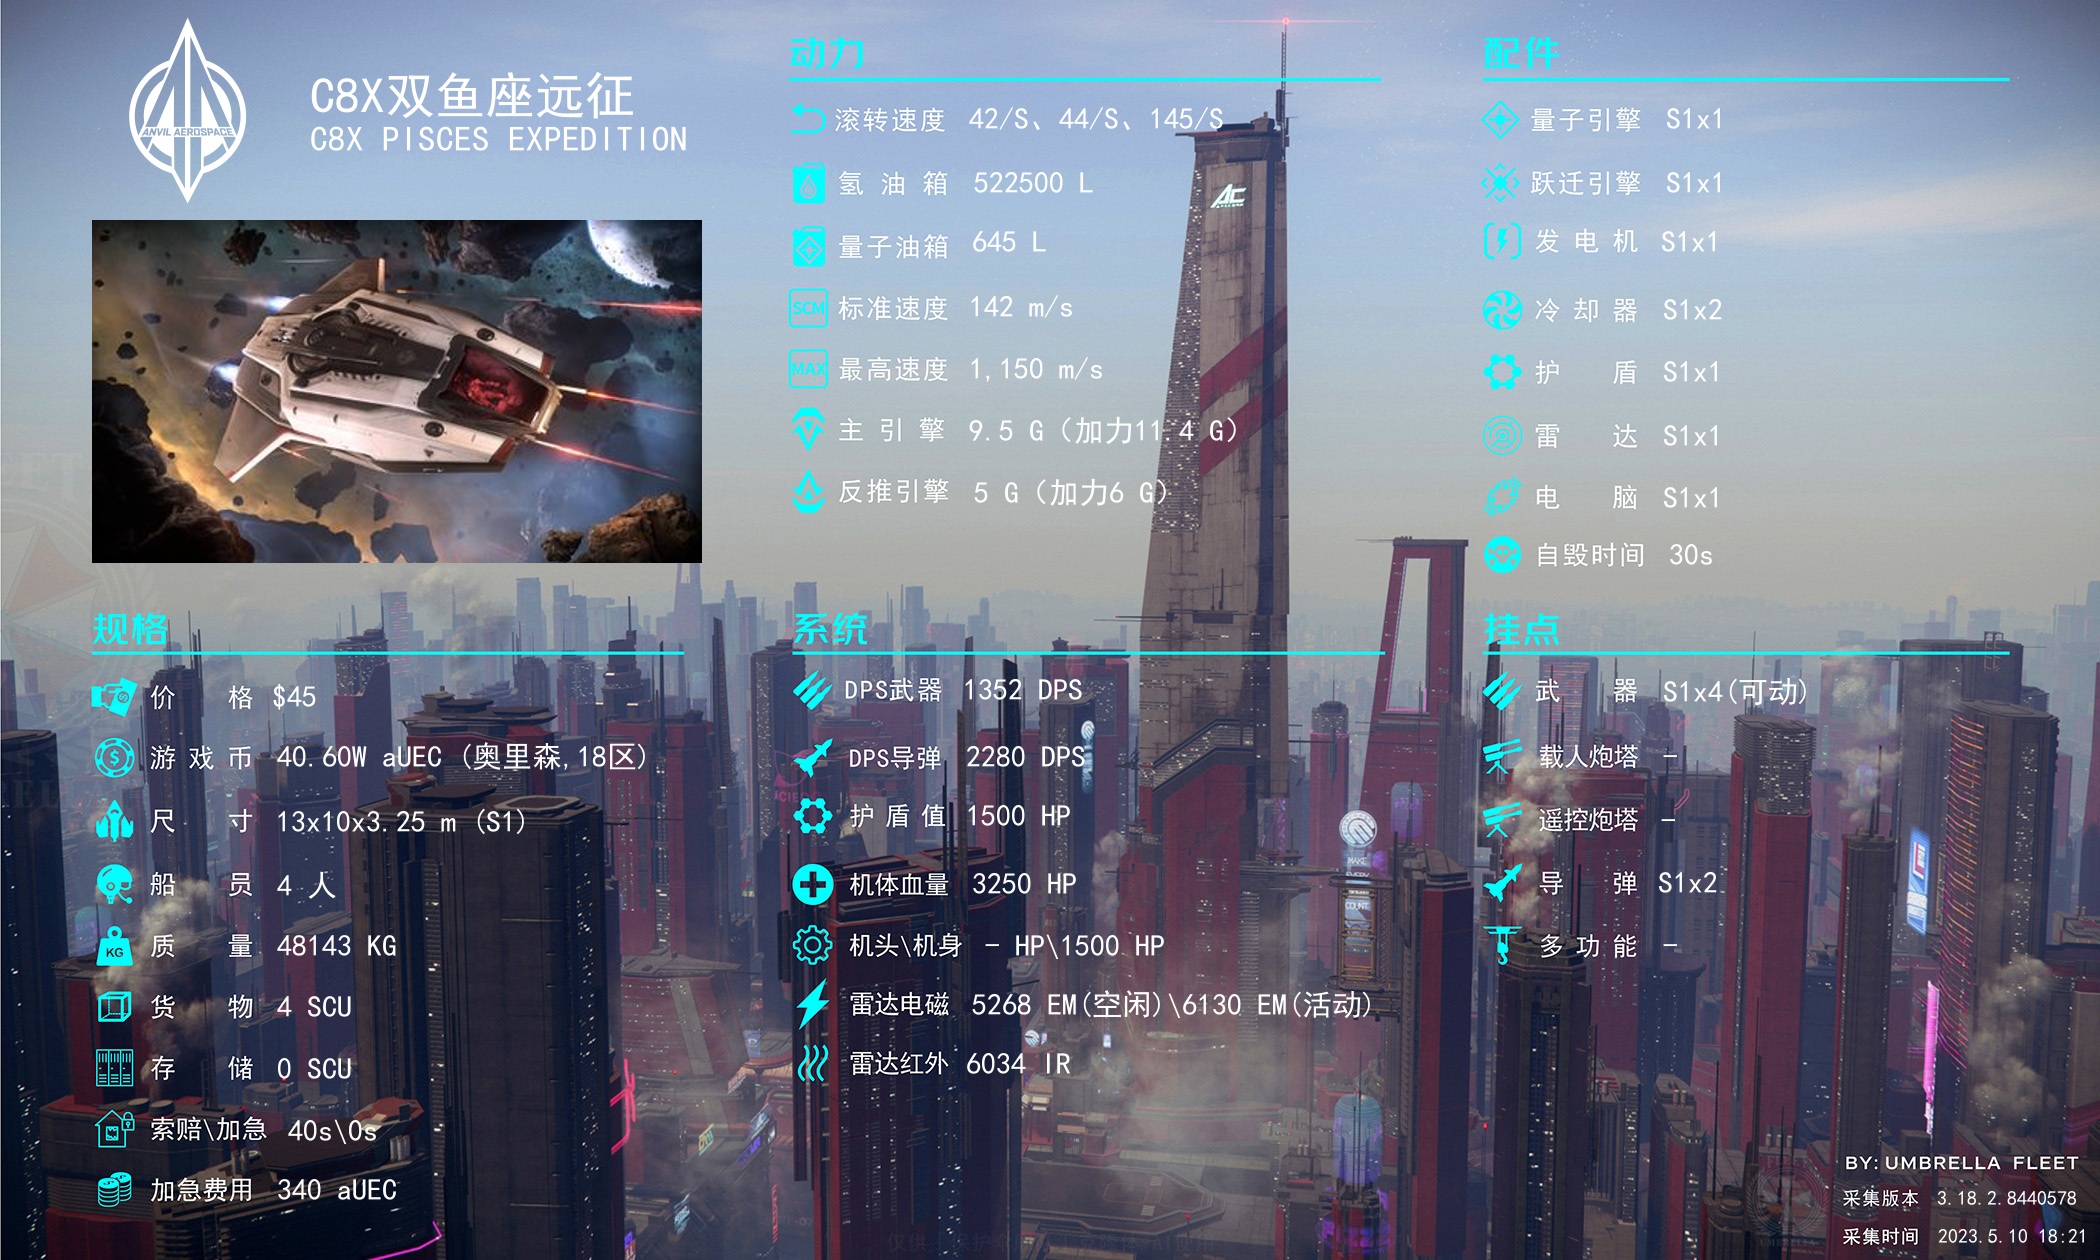 ANVIL AEROSPACE
C8X双鱼座远征
C8X PISCES EXPEDITION
动力
滚转速度 42/S、44/S、145/S
氢油箱 522500 L
量子油箱 645 L
SCM 标准速度 142 m/s
MAX 最高速度 1,150 m/s
主引擎 9.5 G（加力11.4 G）
反推引擎 5 G（加力6 G）
配件
量子引擎 S1x1
跃迁引擎 S1x1
发电机 S1x1
冷却器 S1x2
护盾 S1x1
雷达 S1x1
电脑 S1x1
自毁时间 30s
规格
价格 $45
游戏币 40.60W aUEC (奥里森,18区)
尺寸 13x10x3.25 m (S1)
船员 4 人
KG 质量 48143 KG
货物 4 SCU
存储 0 SCU
索赔\加急 40s\0s
加急费用 340 aUEC
系统
DPS武器 1352 DPS
DPS导弹 2280 DPS
护盾值 1500 HP
机体血量 3250 HP
机头\机身 - HP\1500 HP
雷达电磁 5268 EM(空闲)\6130 EM(活动)
雷达红外 6034 IR
挂点
武器 S1x4(可动)
载人炮塔 -
遥控炮塔 -
导弹 S1x2
多功能 -
AC
MAKE
EVERY
COUNT
BY: UMBRELLA FLEET
采集版本 3.18.2.8440578
采集时间 2023.5.10 18:21